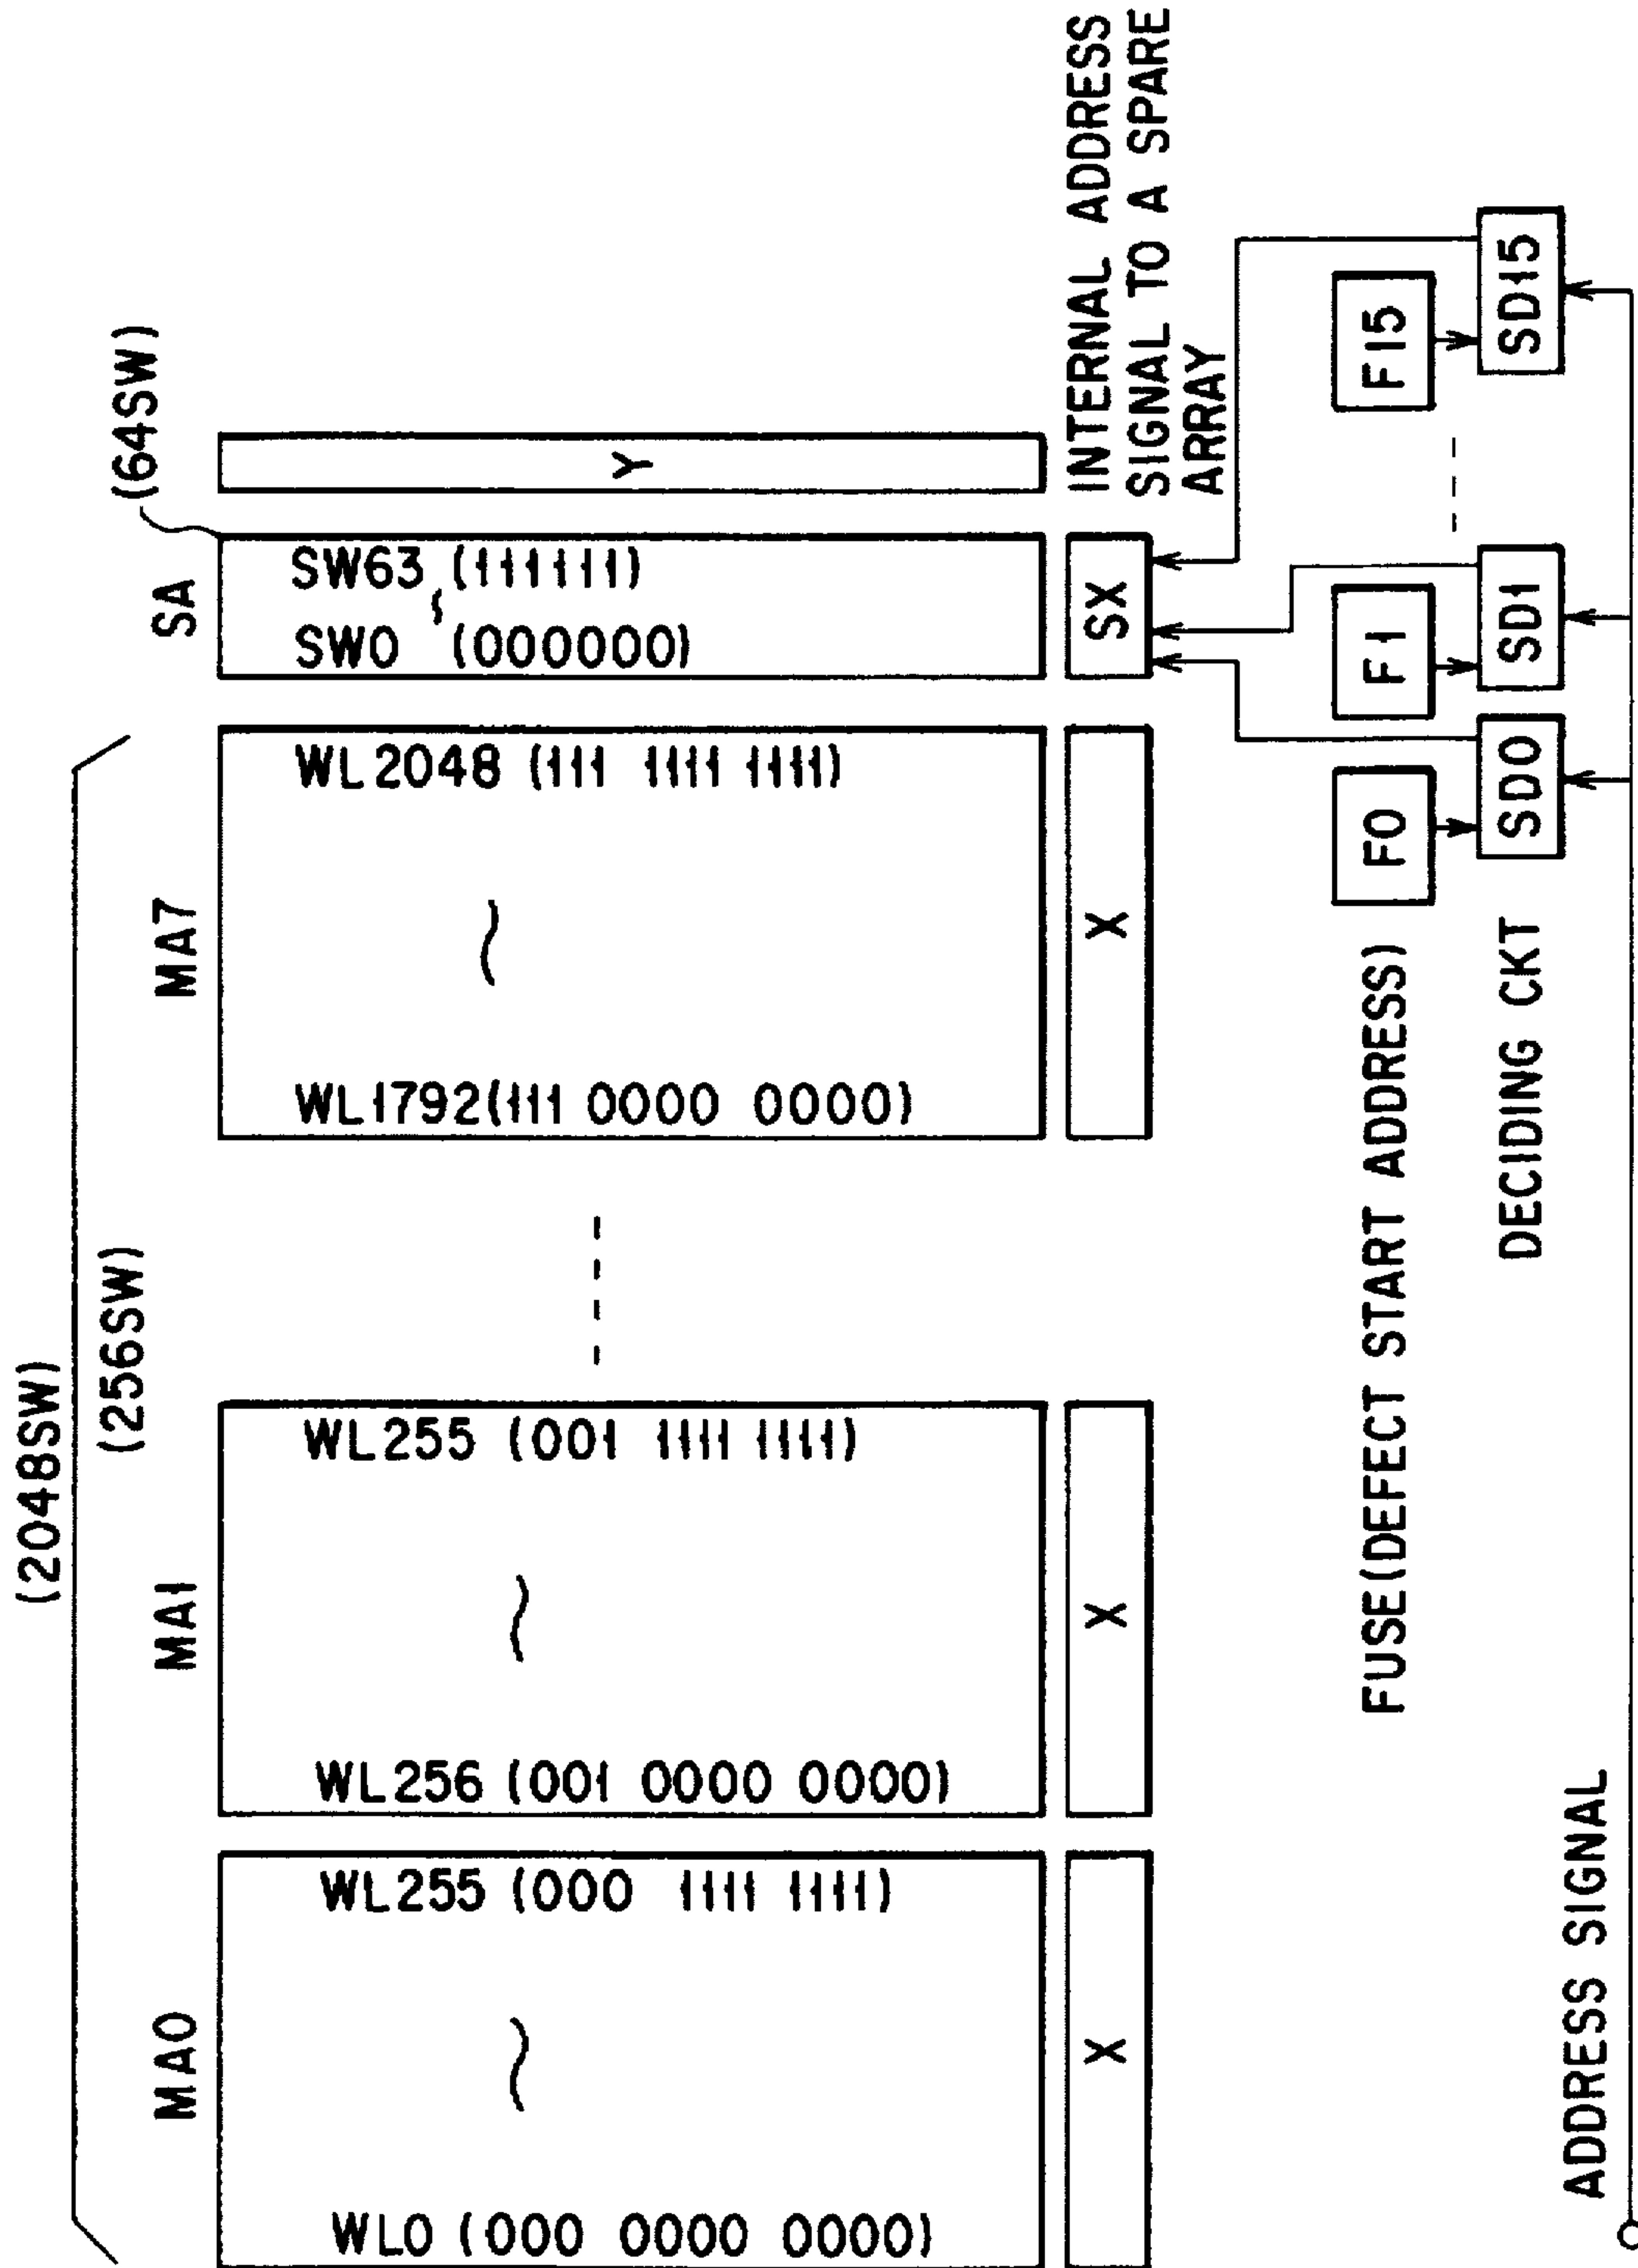 (2048SW)
(256SW)
(64SW)
MA0
MA1
MA7
SA
WL0 (000 0000 0000)
WL255 (000 1111 1111)
WL256 (001 0000 0000)
WL255 (001 1111 1111)
WL1792(111 0000 0000)
WL2048 (111 1111 1111)
SW0 (000000)
SW63 (111111)
Y
X
X
X
SX
INTERNAL ADDRESS
SIGNAL TO A SPARE
ARRAY
FUSE(DEFECT START ADDRESS)
F0
F1
F15
DECIDING CKT
SD0
SD1
SD15
ADDRESS SIGNAL